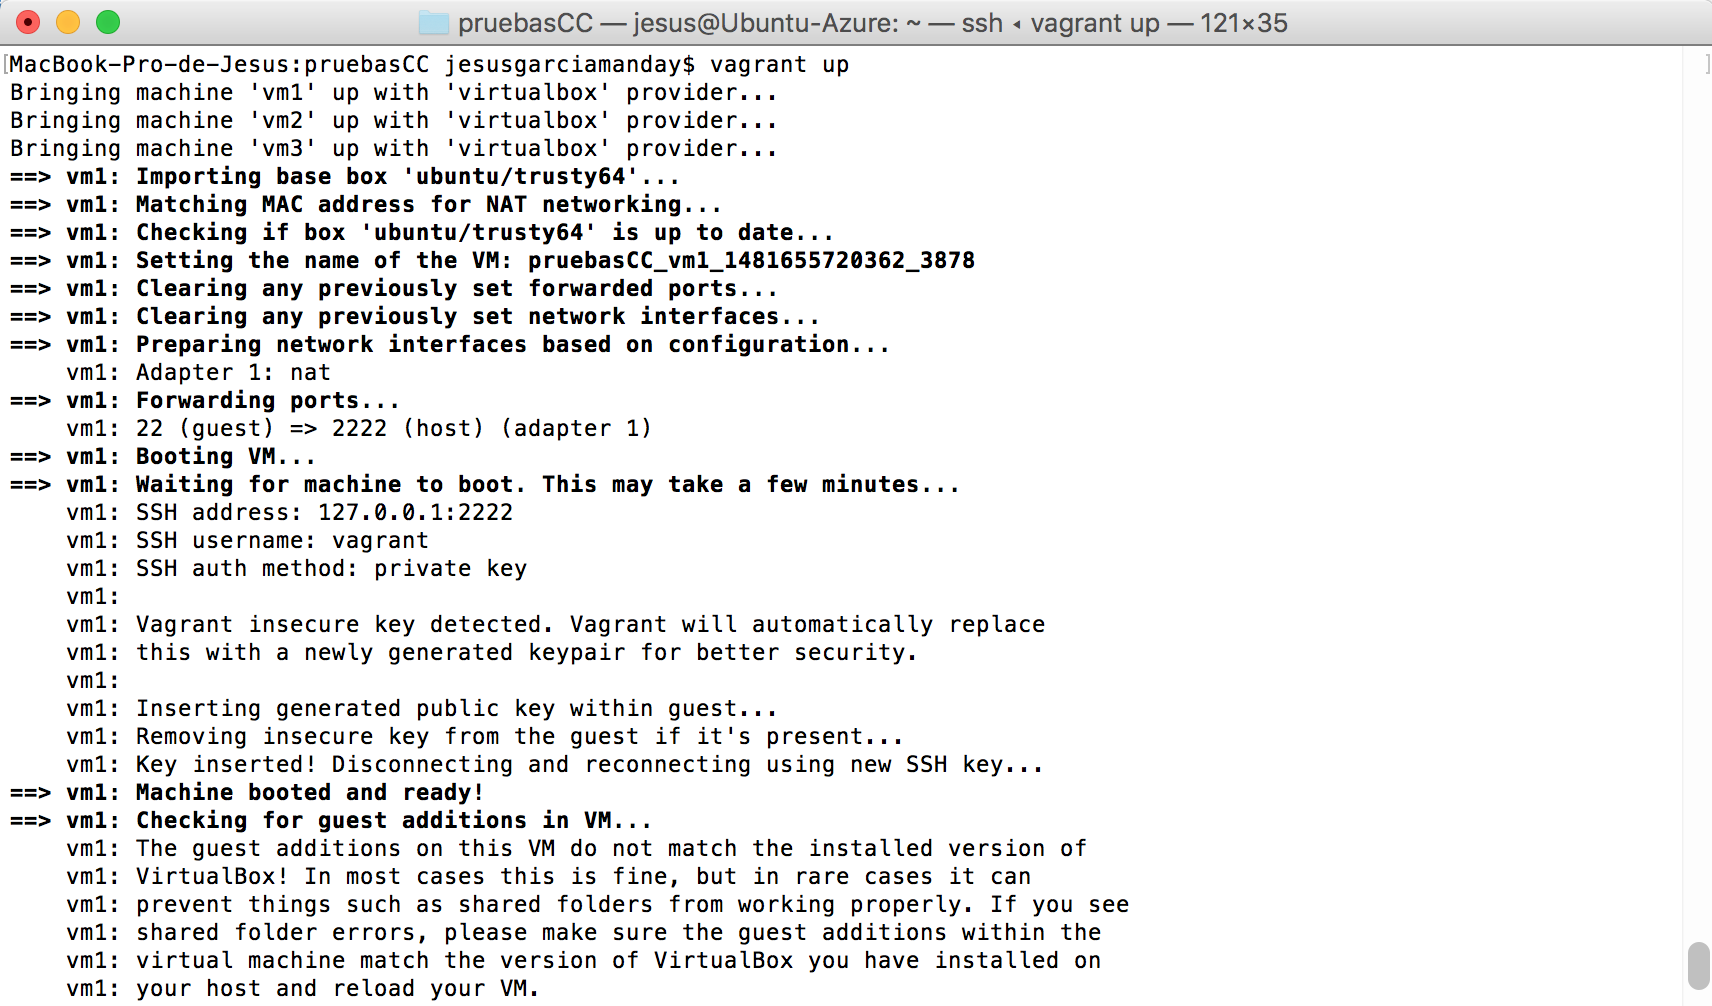 pruebasCC — jesus@Ubuntu-Azure: ~ — ssh ◂ vagrant up — 121×35
[MacBook-Pro-de-Jesus:pruebasCC jesusgarciamanday$ vagrant up ]
Bringing machine 'vm1' up with 'virtualbox' provider...
Bringing machine 'vm2' up with 'virtualbox' provider...
Bringing machine 'vm3' up with 'virtualbox' provider...
==> vm1: Importing base box 'ubuntu/trusty64'...
==> vm1: Matching MAC address for NAT networking...
==> vm1: Checking if box 'ubuntu/trusty64' is up to date...
==> vm1: Setting the name of the VM: pruebasCC_vm1_1481655720362_3878
==> vm1: Clearing any previously set forwarded ports...
==> vm1: Clearing any previously set network interfaces...
==> vm1: Preparing network interfaces based on configuration...
    vm1: Adapter 1: nat
==> vm1: Forwarding ports...
    vm1: 22 (guest) => 2222 (host) (adapter 1)
==> vm1: Booting VM...
==> vm1: Waiting for machine to boot. This may take a few minutes...
    vm1: SSH address: 127.0.0.1:2222
    vm1: SSH username: vagrant
    vm1: SSH auth method: private key
    vm1:
    vm1: Vagrant insecure key detected. Vagrant will automatically replace
    vm1: this with a newly generated keypair for better security.
    vm1:
    vm1: Inserting generated public key within guest...
    vm1: Removing insecure key from the guest if it's present...
    vm1: Key inserted! Disconnecting and reconnecting using new SSH key...
==> vm1: Machine booted and ready!
==> vm1: Checking for guest additions in VM...
    vm1: The guest additions on this VM do not match the installed version of
    vm1: VirtualBox! In most cases this is fine, but in rare cases it can
    vm1: prevent things such as shared folders from working properly. If you see
    vm1: shared folder errors, please make sure the guest additions within the
    vm1: virtual machine match the version of VirtualBox you have installed on
    vm1: your host and reload your VM.